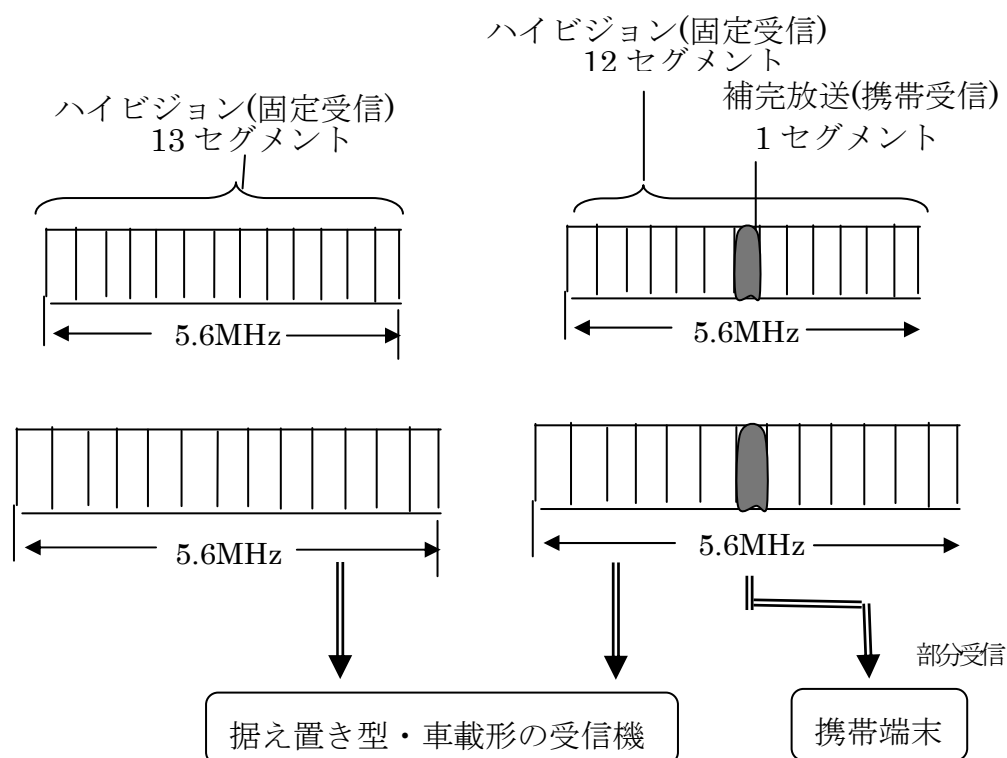 ハイビジョン(固定受信)
13 セグメント
ハイビジョン(固定受信)
12 セグメント
補完放送(携帯受信)
1 セグメント
5.6MHz
5.6MHz
5.6MHz
5.6MHz
部分受信
据え置き型・車載形の受信機
携帯端末